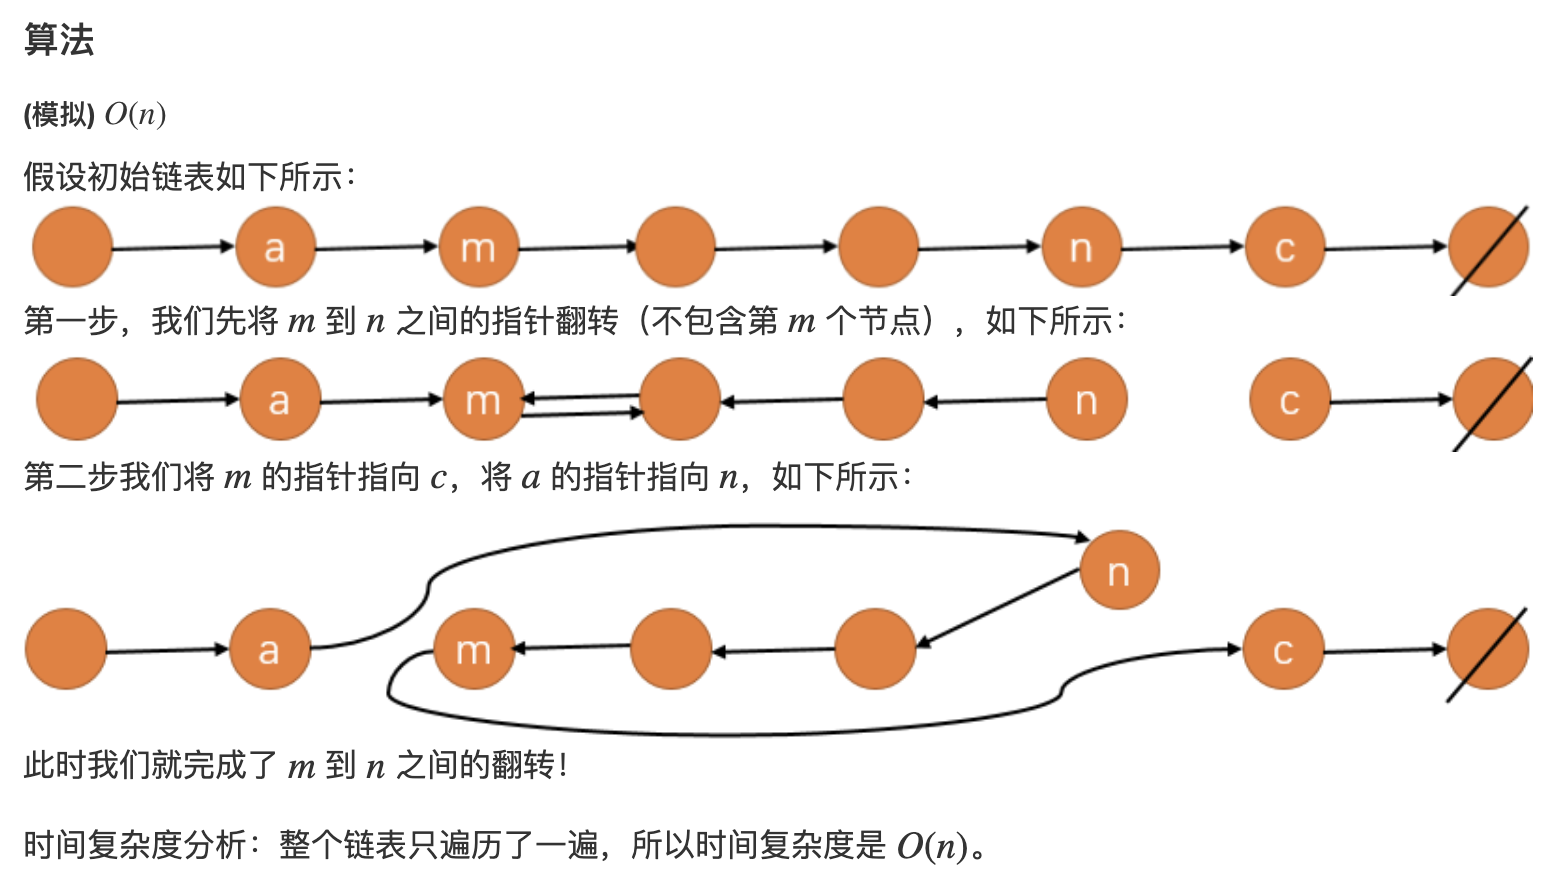 算法
(模拟) O(n)
假设初始链表如下所示：
a m n c
第一步，我们先将 m 到 n 之间的指针翻转（不包含第 m 个节点），如下所示：
a m n c
第二步我们将 m 的指针指向 c，将 a 的指针指向 n，如下所示：
n
a m c
此时我们就完成了 m 到 n 之间的翻转！
时间复杂度分析：整个链表只遍历了一遍，所以时间复杂度是 O(n)。